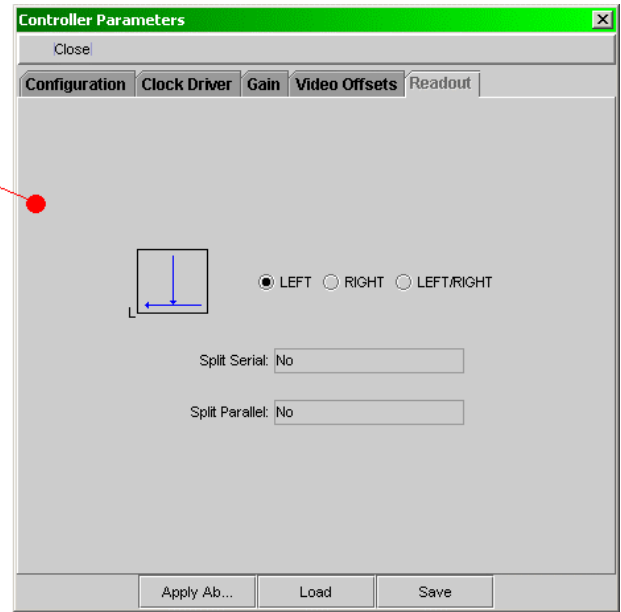 Controller Parameters
Close
Configuration Clock Driver Gain Video Offsets Readout
LEFT RIGHT LEFT/RIGHT
L
Split Serial: No
Split Parallel: No
Apply Ab... Load Save